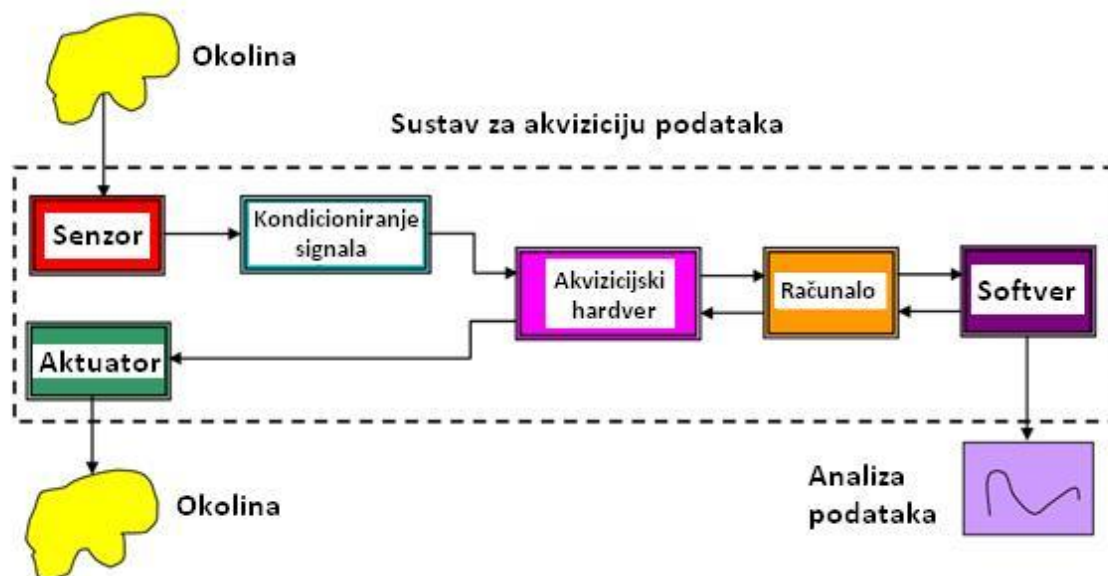 Okolina
Sustav za akviziciju podataka
Senzor
Kondicioniranje
signala
Akvizicijski
hardver
Računalo
Softver
Aktuator
Okolina
Analiza
podataka